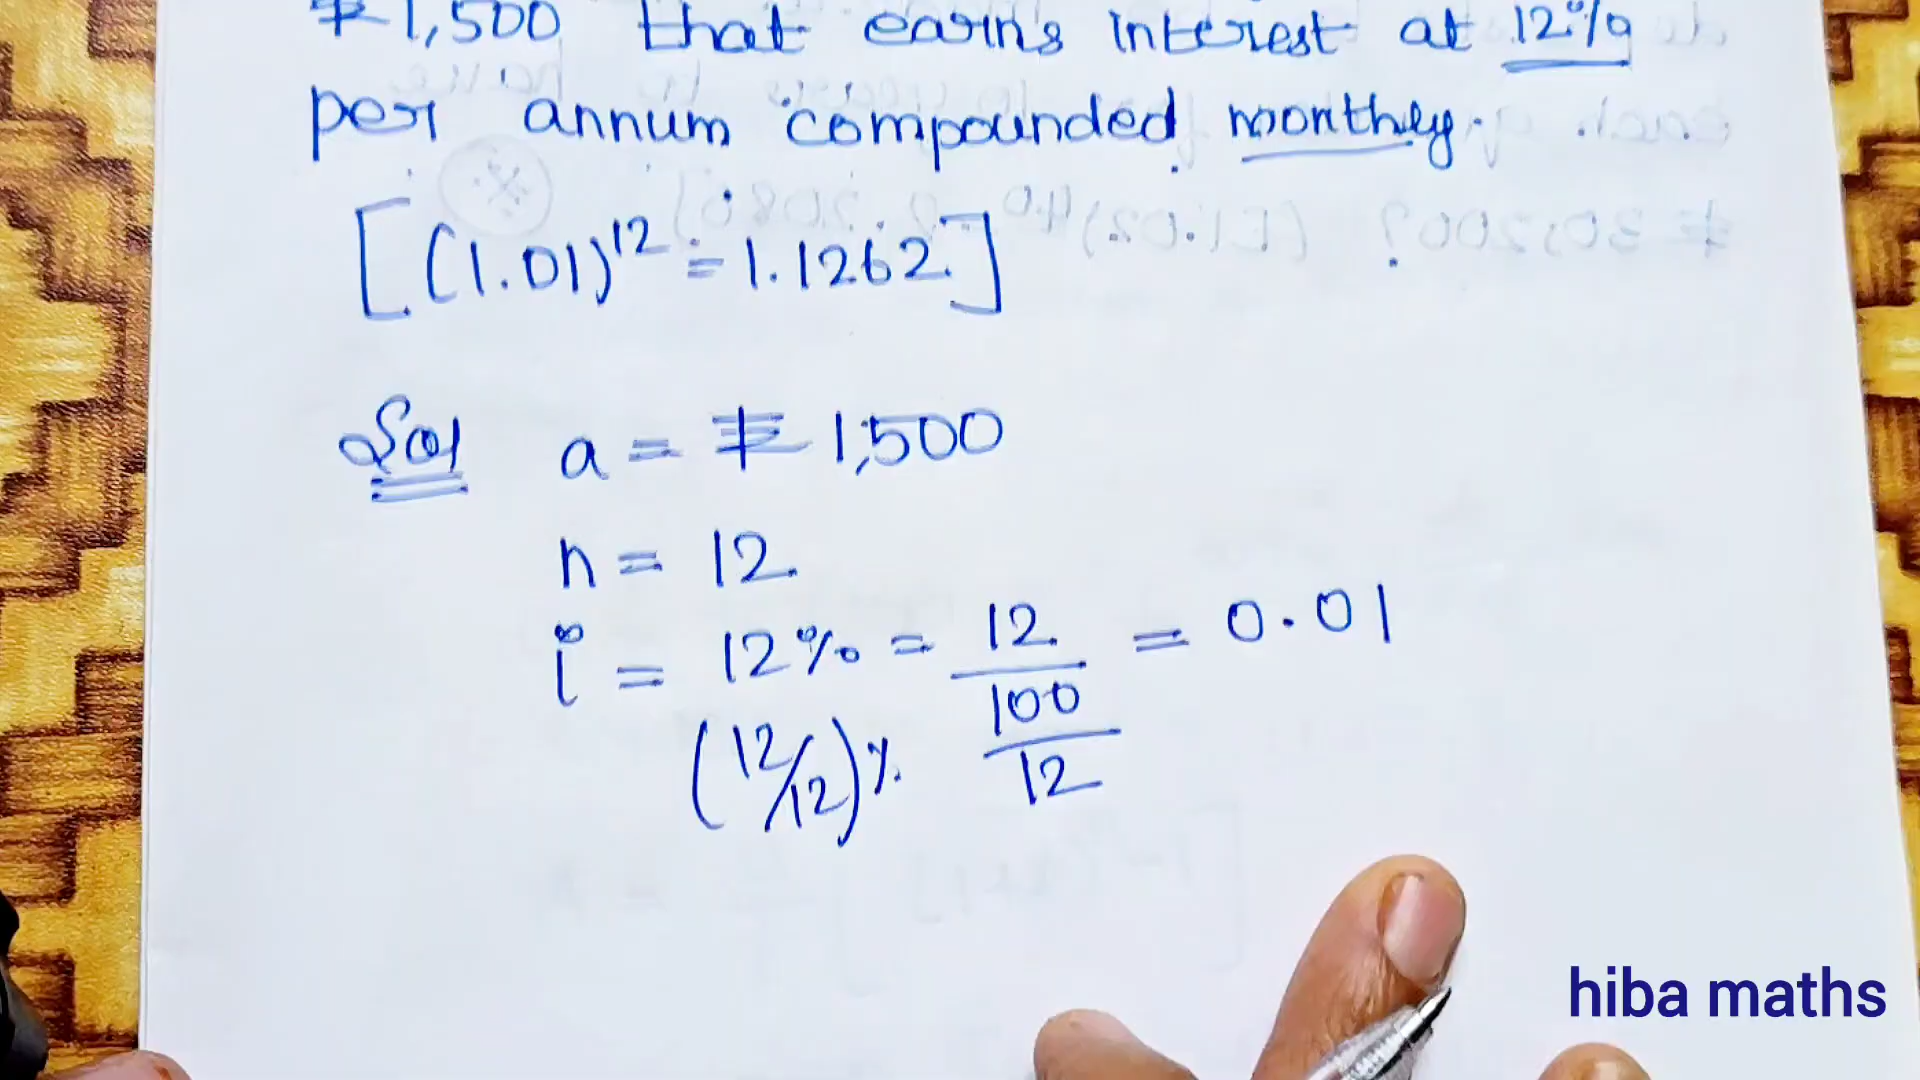 ₹1,500 that earns interest at 12%
per annum compounded monthly.
[(1.01)^12 = 1.1262]
Sol a = ₹ 1,500
n = 12
i = 12% = 12/100 = 0.01
(12/12)% 12
hiba maths